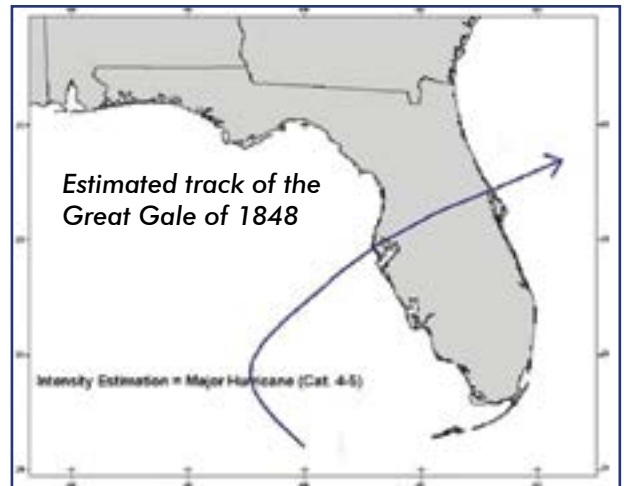 Estimated track of the
Great Gale of 1848
Intensity Estimation = Major Hurricane (Cat. 4-5)